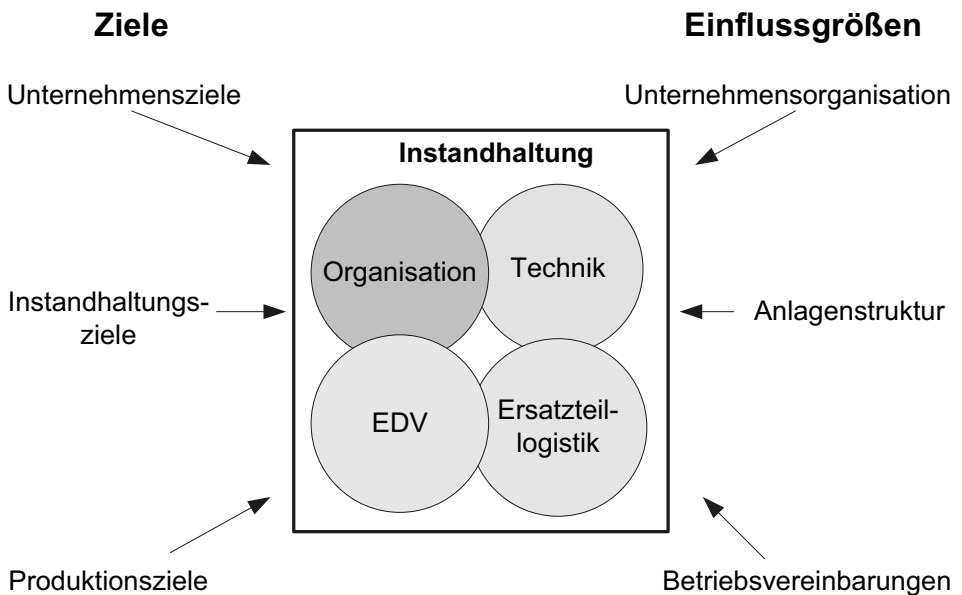 Ziele
Einflussgrößen
Unternehmensziele
Unternehmensorganisation
Instandhaltung
Organisation
Technik
Instandhaltungs-
ziele
Anlagenstruktur
EDV
Ersatzteil-
logistik
Produktionsziele
Betriebsvereinbarungen